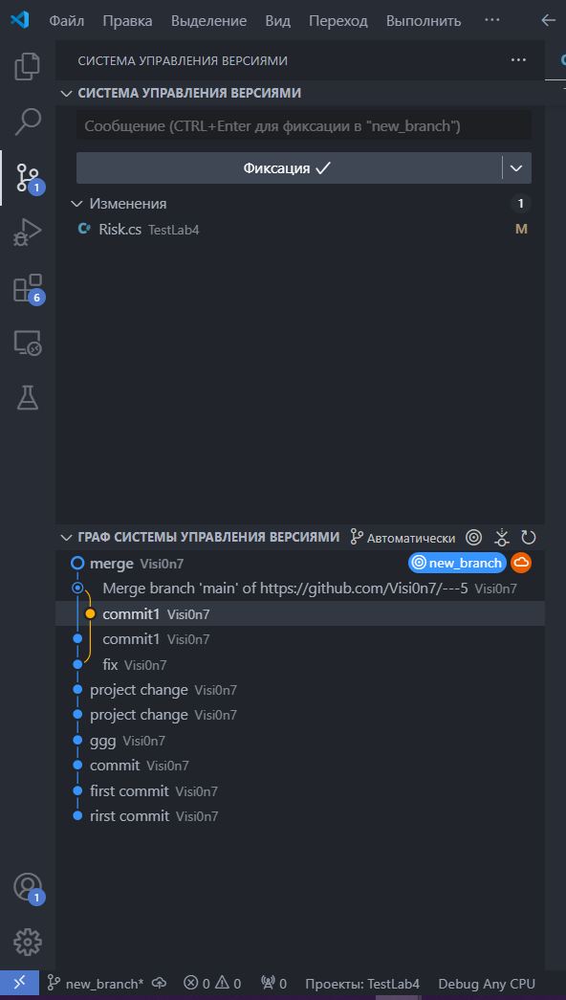 Файл Правка Выделение Вид Переход Выполнить ···
СИСТЕМА УПРАВЛЕНИЯ ВЕРСИЯМИ ···
СИСТЕМА УПРАВЛЕНИЯ ВЕРСИЯМИ
Сообщение (CTRL+Enter для фиксации в "new_branch")
Фиксация
1
Изменения 1
Risk.cs TestLab4 M
6
ГРАФ СИСТЕМЫ УПРАВЛЕНИЯ ВЕРСИЯМИ Автоматически
merge Visi0n7 new_branch
Merge branch 'main' of https://github.com/Visi0n7/---5 Visi0n7
commit1 Visi0n7
commit1 Visi0n7
fix Visi0n7
project change Visi0n7
project change Visi0n7
ggg Visi0n7
commit Visi0n7
first commit Visi0n7
rirst commit Visi0n7
1
new_branch* 0 0 0 Проекты: TestLab4 Debug Any CPU